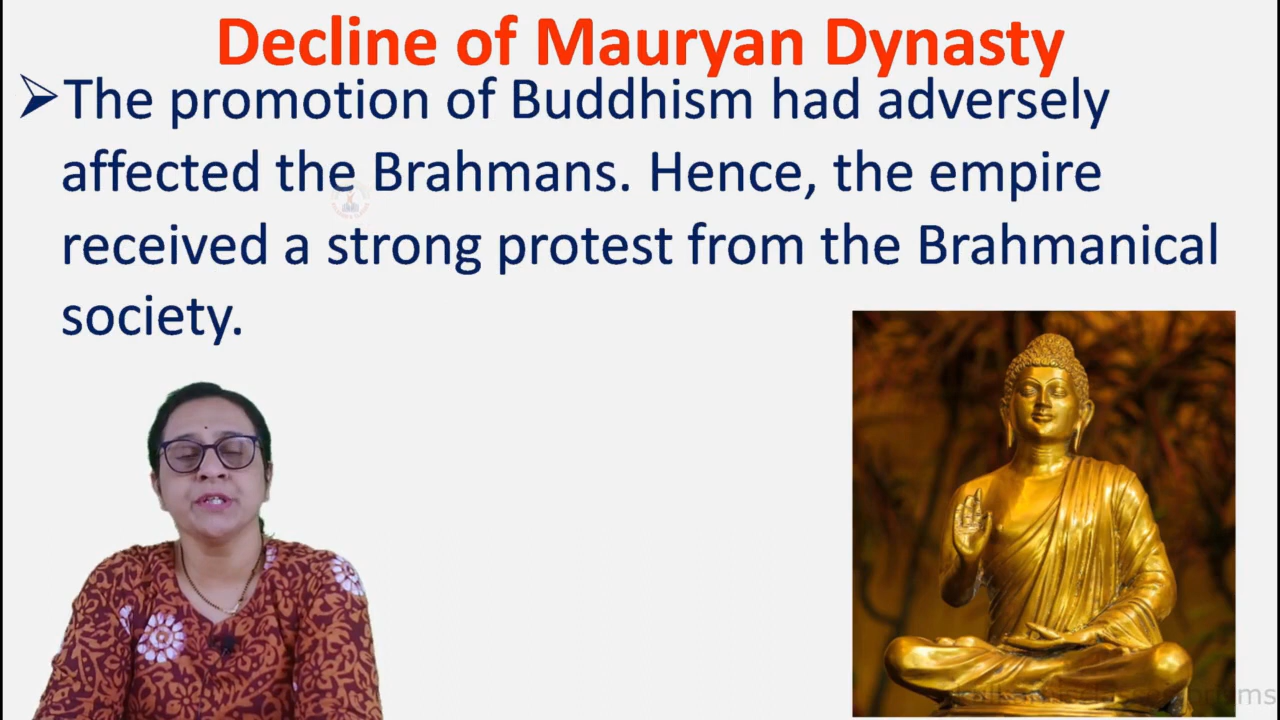 Decline of Mauryan Dynasty
The promotion of Buddhism had adversely
affected the Brahmans. Hence, the empire
received a strong protest from the Brahmanical
society.